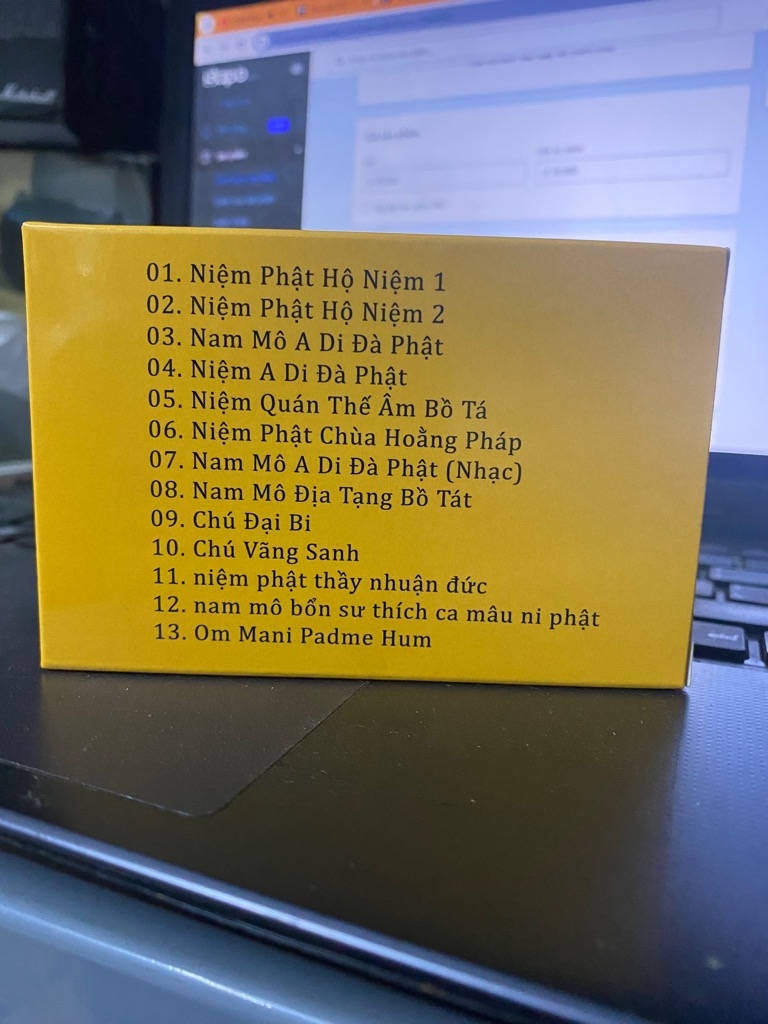 01. Niệm Phật Hộ Niệm 1
02. Niệm Phật Hộ Niệm 2
03. Nam Mô A Di Đà Phật
04. Niệm A Di Đà Phật
05. Niệm Quán Thế Âm Bồ Tá
06. Niệm Phật Chùa Hoằng Pháp
07. Nam Mô A Di Đà Phật (Nhạc)
08. Nam Mô Địa Tạng Bồ Tát
09. Chú Đại Bi
10. Chú Vãng Sanh
11. niệm phật thầy nhuận đức
12. nam mô bổn sư thích ca mâu ni phật
13. Om Mani Padme Hum